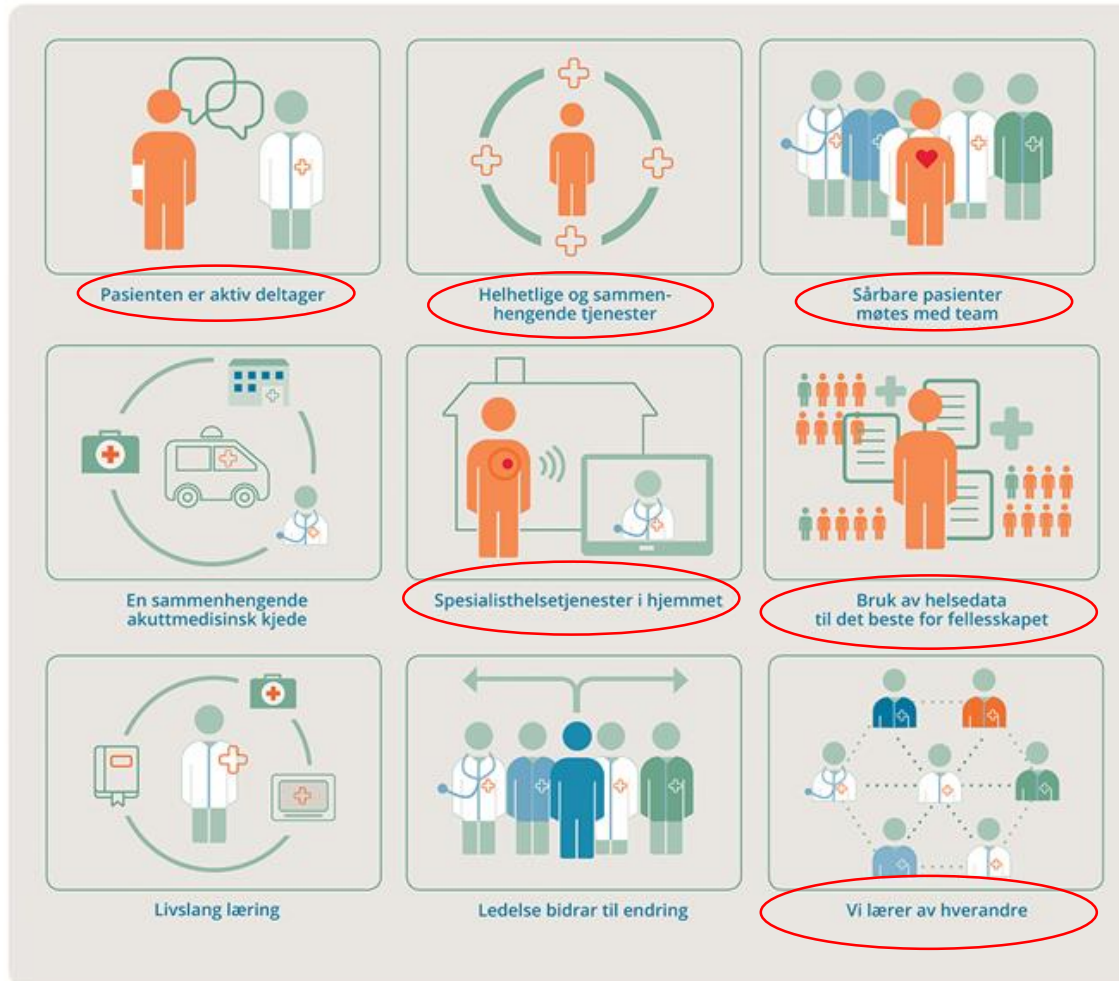 Pasienten er aktiv deltager
Helhetlige og sammen-
hengende tjenester
Sårbare pasienter
møtes med team
En sammenhengende
akuttmedisinsk kjede
Spesialisthelsetjenester i hjemmet
Bruk av helsedata
til det beste for fellesskapet
Livslang læring
Ledelse bidrar til endring
Vi lærer av hverandre